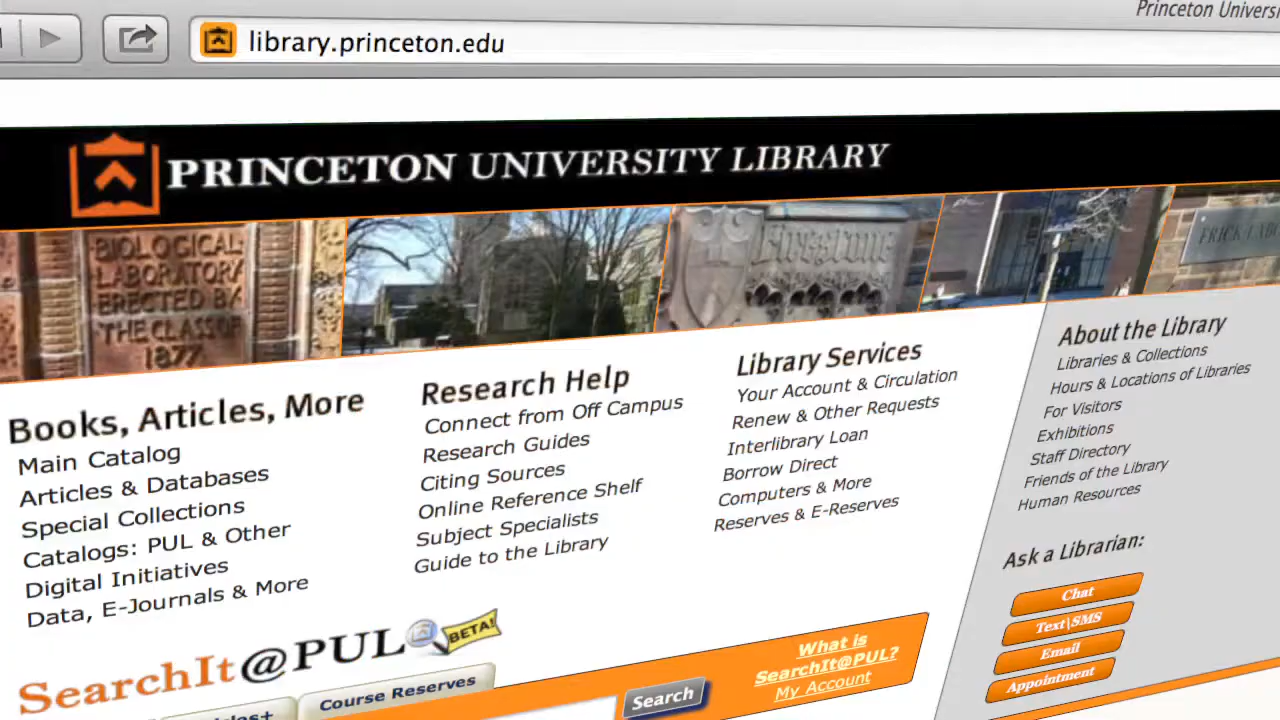 Princeton
library.princeton.edu
PRINCETON UNIVERSITY LIBRARY
BIOLOGICAL
LABORATORY
ERECTED BY
THE CLASS OF
1877
Firestone
FRICK
Books, Articles, More
Main Catalog
Articles & Databases
Special Collections
Catalogs: PUL & Other
Digital Initiatives
Data, E-Journals & More
Research Help
Connect from Off Campus
Research Guides
Citing Sources
Online Reference Shelf
Subject Specialists
Guide to the Library
Library Services
Your Account & Circulation
Renew & Other Requests
Interlibrary Loan
Borrow Direct
Computers & More
Reserves & E-Reserves
About the Library
Libraries & Collections
Hours & Locations of Libraries
For Visitors
Exhibitions
Staff Directory
Friends of the Library
Human Resources
Ask a Librarian:
Chat
Text|SMS
Email
Appointment
SearchIt@PUL BETA!
Course Reserves
Search
What is
SearchIt@PUL?
My Account